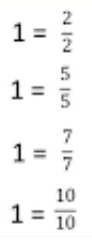 1 = 2/2
1 = 5/5
1 = 7/7
1 = 10/10